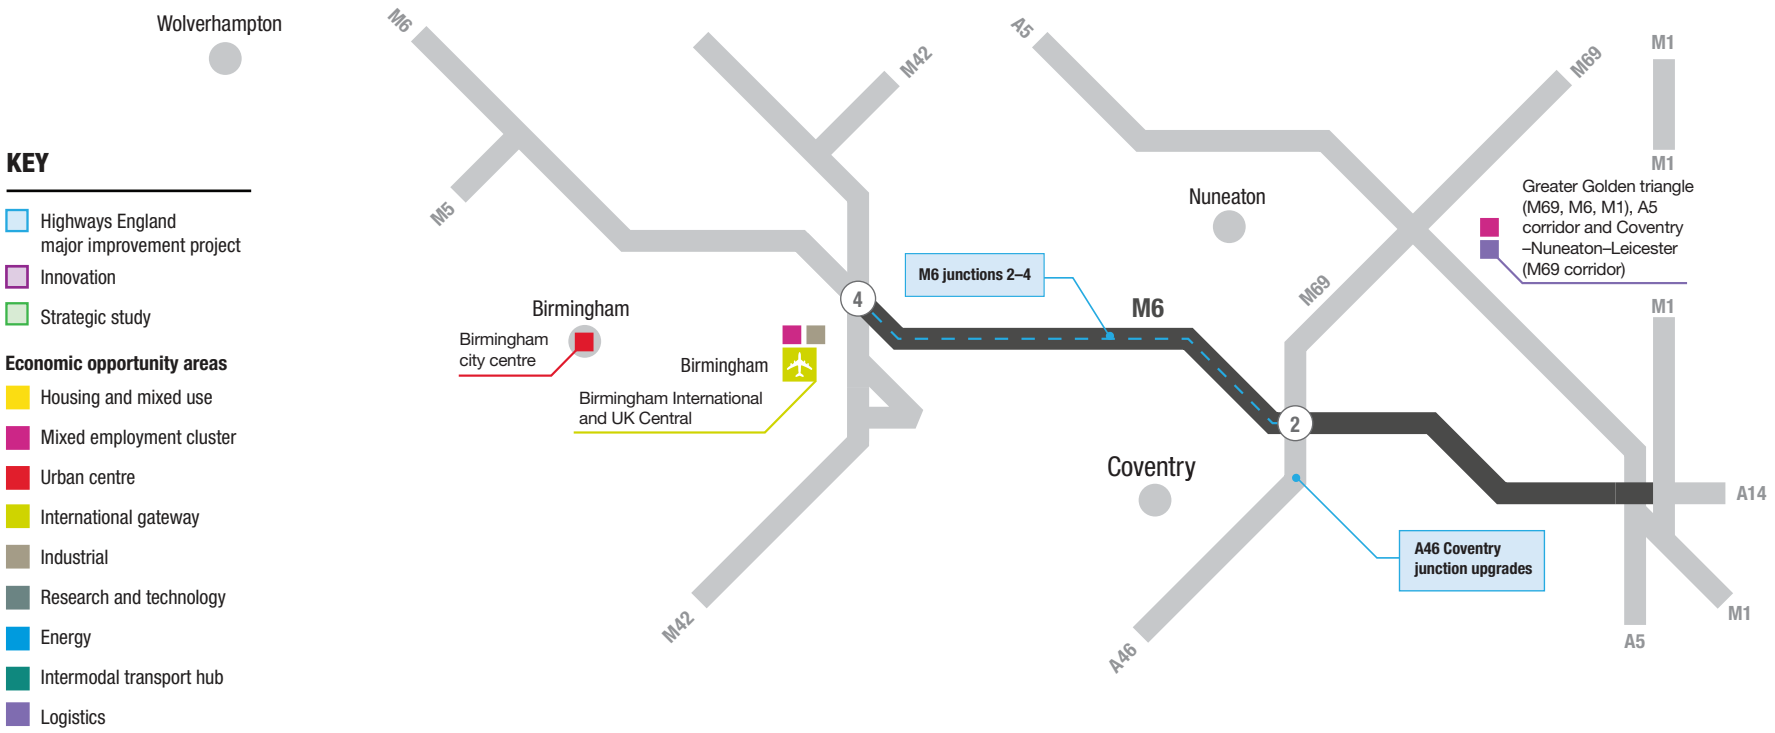 Wolverhampton
M6
M42
A5
M69
M1
M5
M1
KEY
Highways England
major improvement project
Innovation
Strategic study
Economic opportunity areas
Housing and mixed use
Mixed employment cluster
Urban centre
International gateway
Industrial
Research and technology
Energy
Intermodal transport hub
Logistics
Nuneaton
Greater Golden triangle
(M69, M6, M1), A5
corridor and Coventry
–Nuneaton–Leicester
(M69 corridor)
M6 junctions 2–4
M69
M1
4
M6
Birmingham
Birmingham
city centre
Birmingham
Birmingham International
and UK Central
2
Coventry
A14
A46 Coventry
junction upgrades
M42
A46
A5
M1